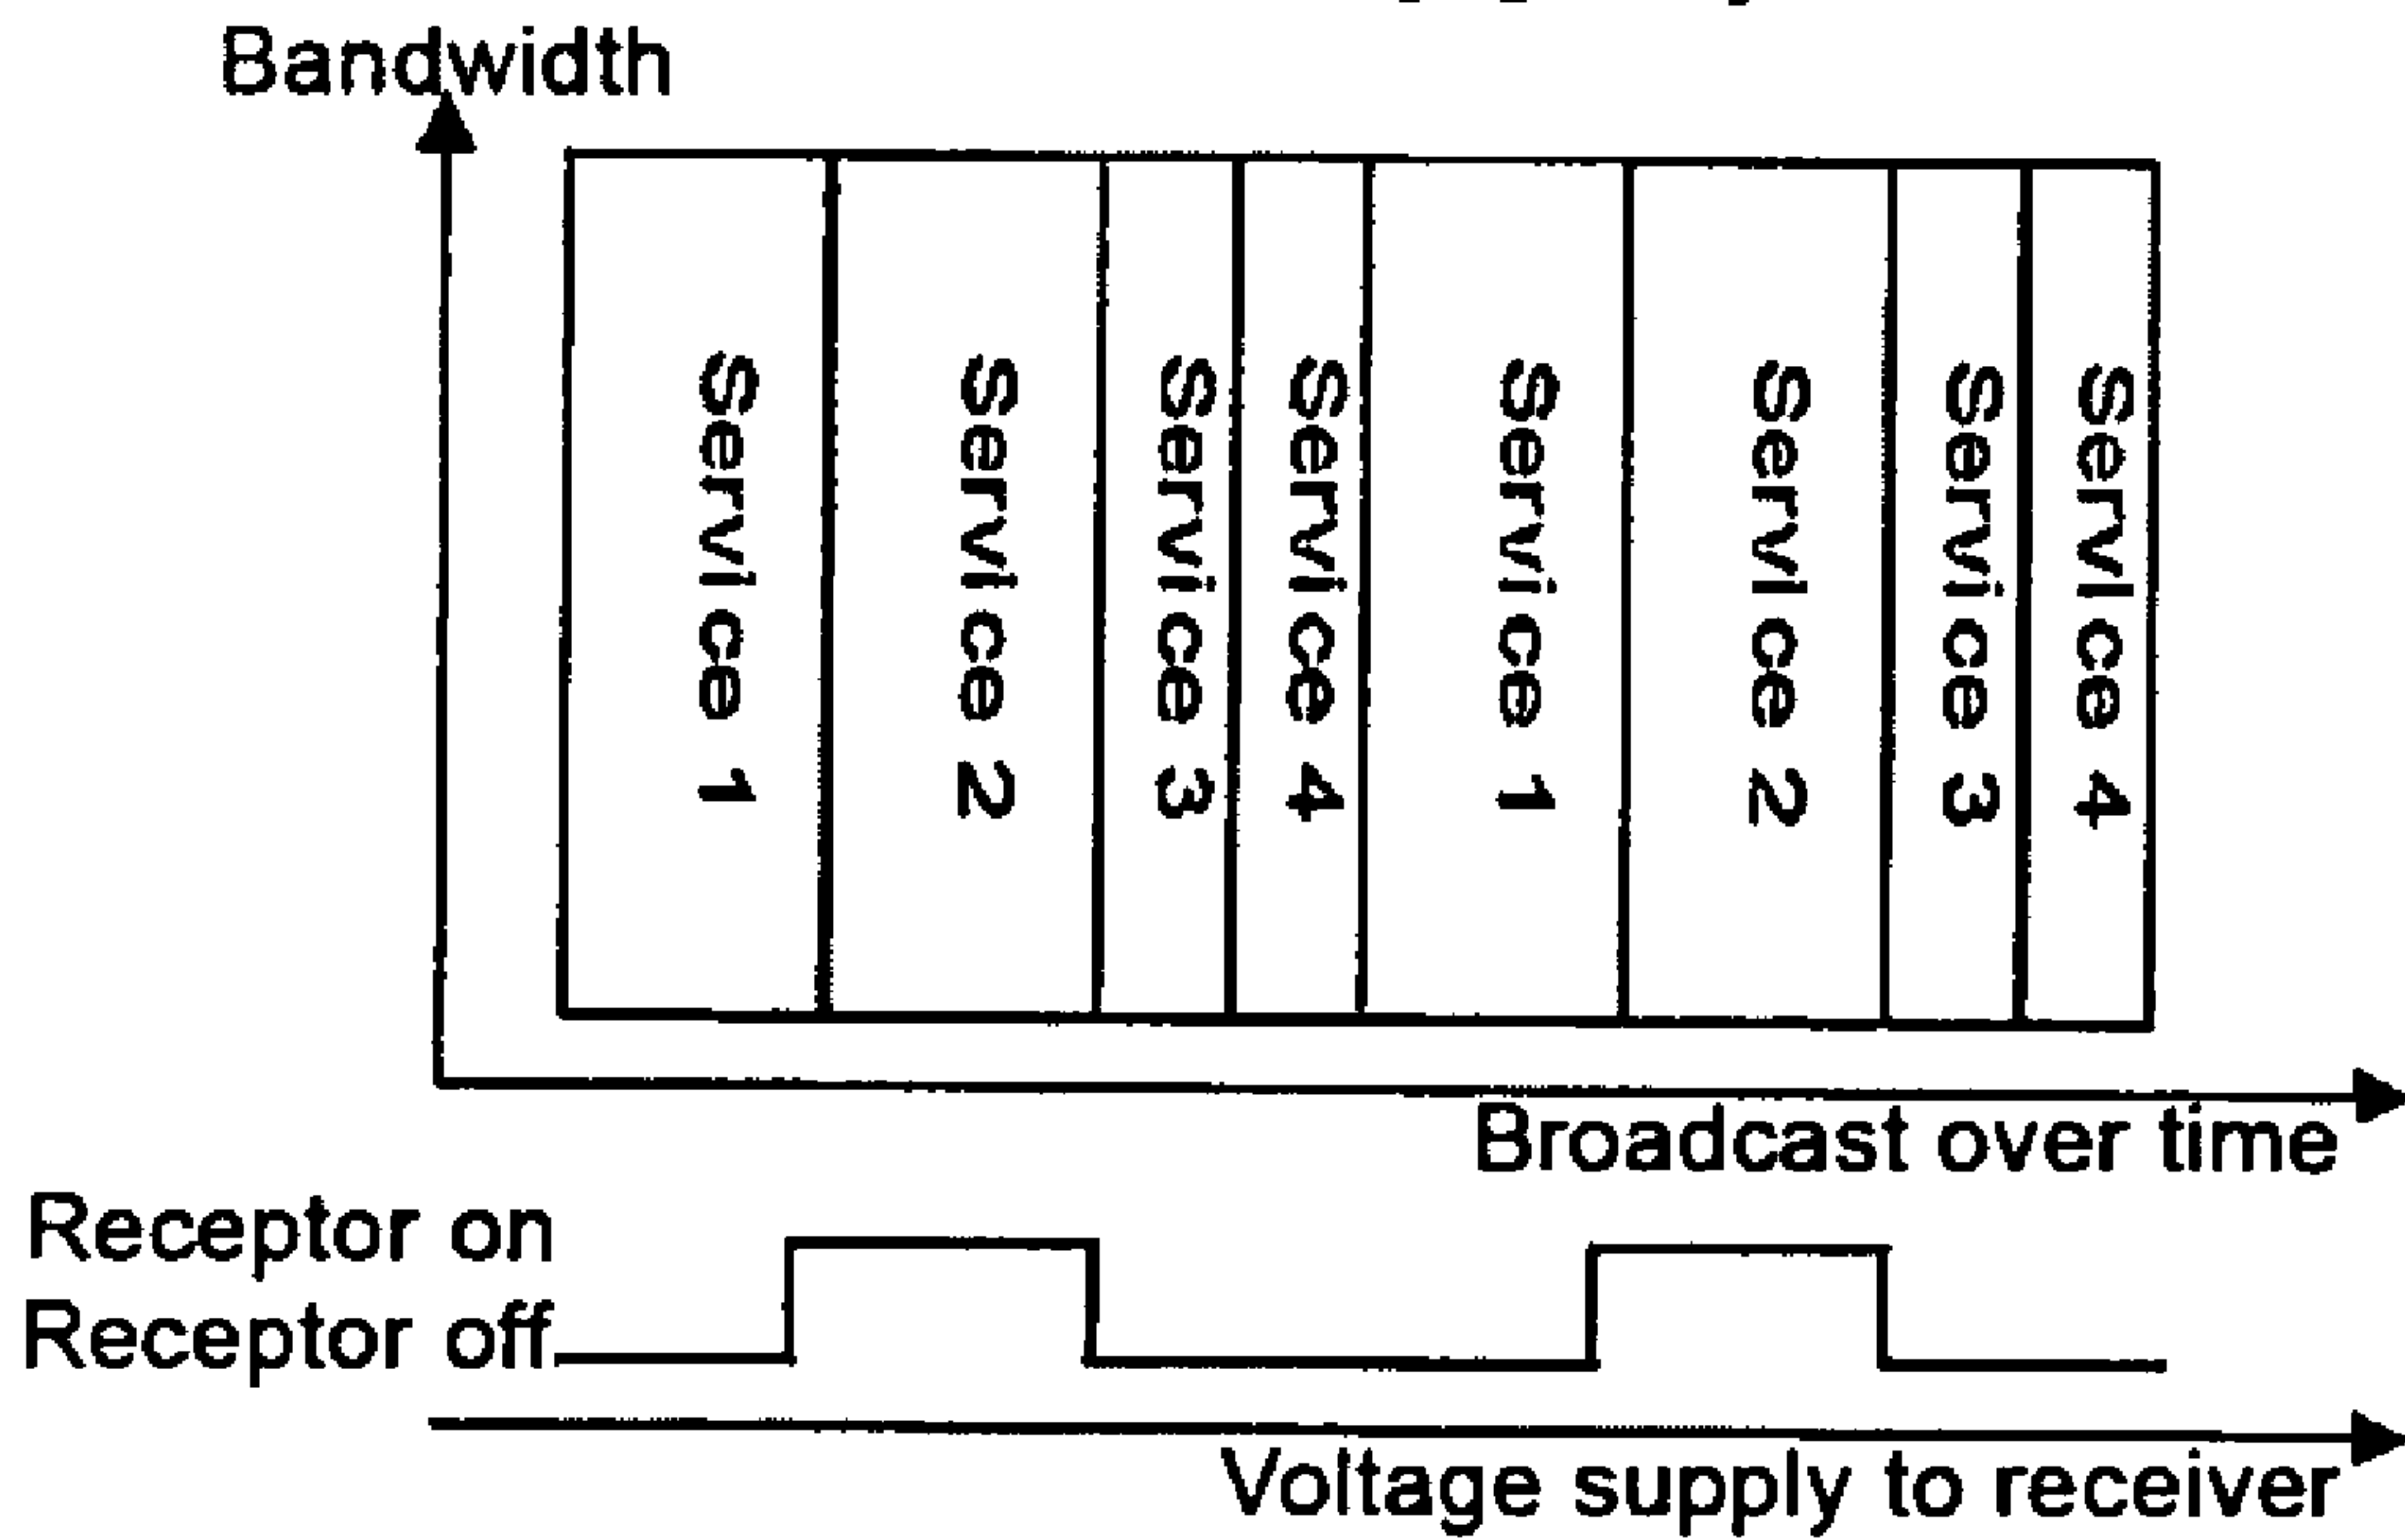 Bandwidth
Service 1
Service 2
Service 3
Service 4
Service 1
Service 2
Service 3
Service 4
Broadcast over time
Receptor on
Receptor off
Voltage supply to receiver